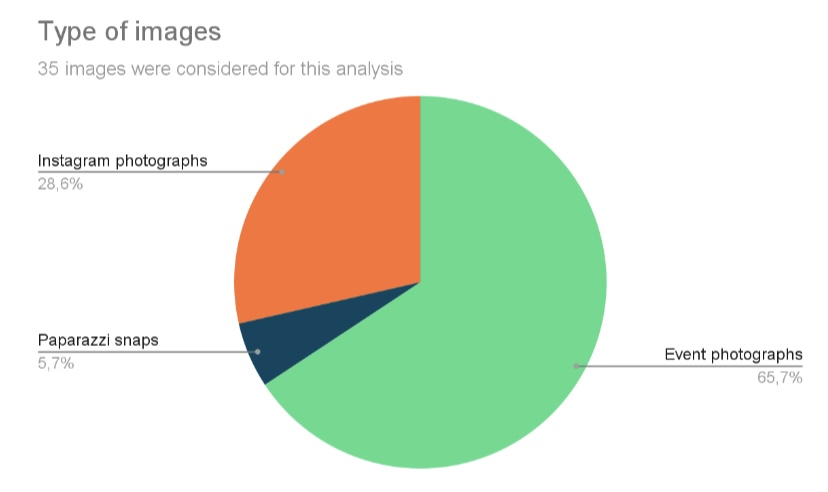 Type of images
35 images were considered for this analysis
Instagram photographs
28,6%
Paparazzi snaps
5,7%
Event photographs
65,7%